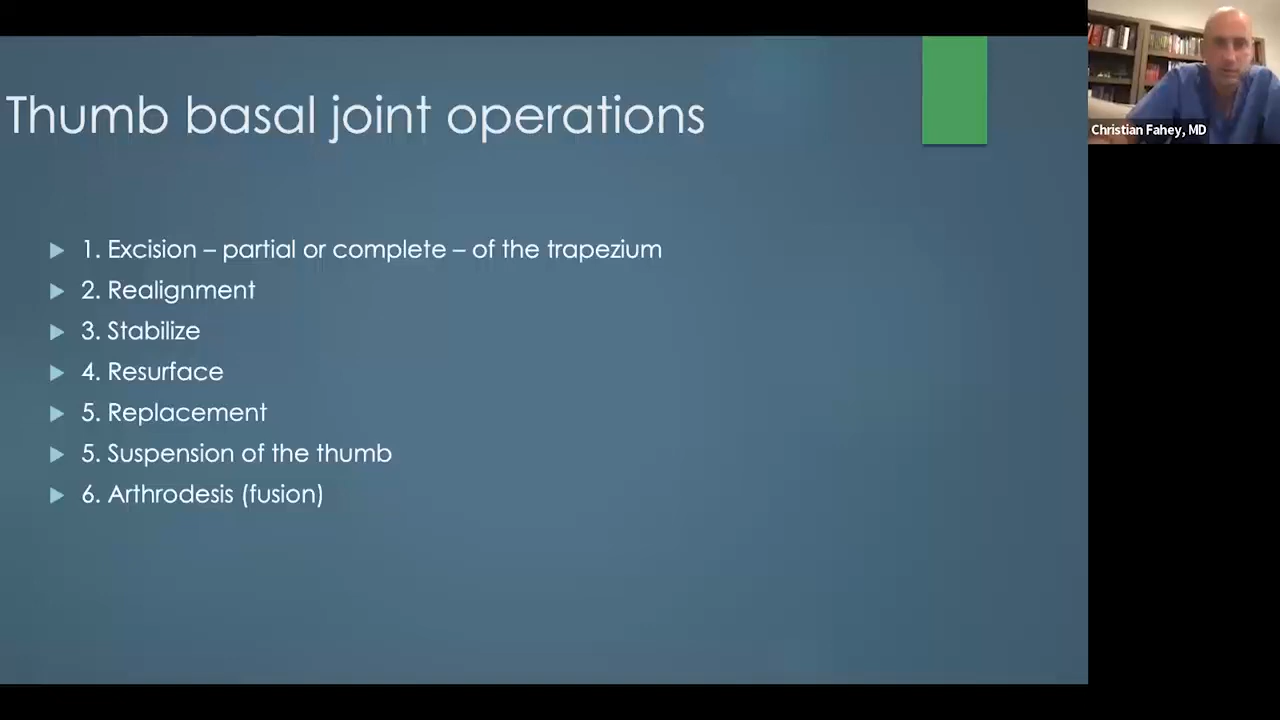 Thumb basal joint operations
1. Excision – partial or complete – of the trapezium
2. Realignment
3. Stabilize
4. Resurface
5. Replacement
5. Suspension of the thumb
6. Arthrodesis (fusion)
Christian Fahey, MD